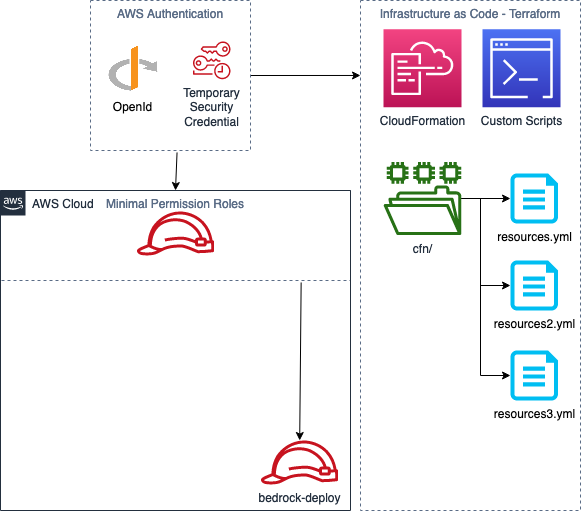 AWS Authentication
OpenId
Temporary
Security
Credential
Infrastructure as Code - Terraform
CloudFormation
Custom Scripts
cfn/
resources.yml
resources2.yml
resources3.yml
aws
AWS Cloud
Minimal Permission Roles
bedrock-deploy